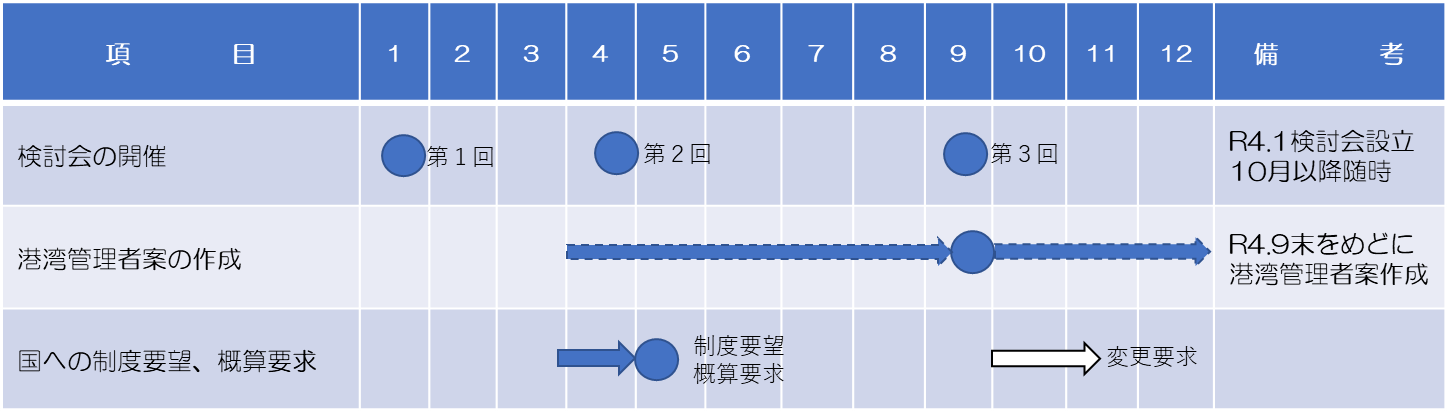 項　　　目 1 2 3 4 5 6 7 8 9 10 11 12 備　　　考
検討会の開催 第１回 第２回 第３回 R4.1検討会設立
10月以降随時
港湾管理者案の作成 R4.9末をめどに
港湾管理者案作成
国への制度要望、概算要求 制度要望 変更要求
概算要求